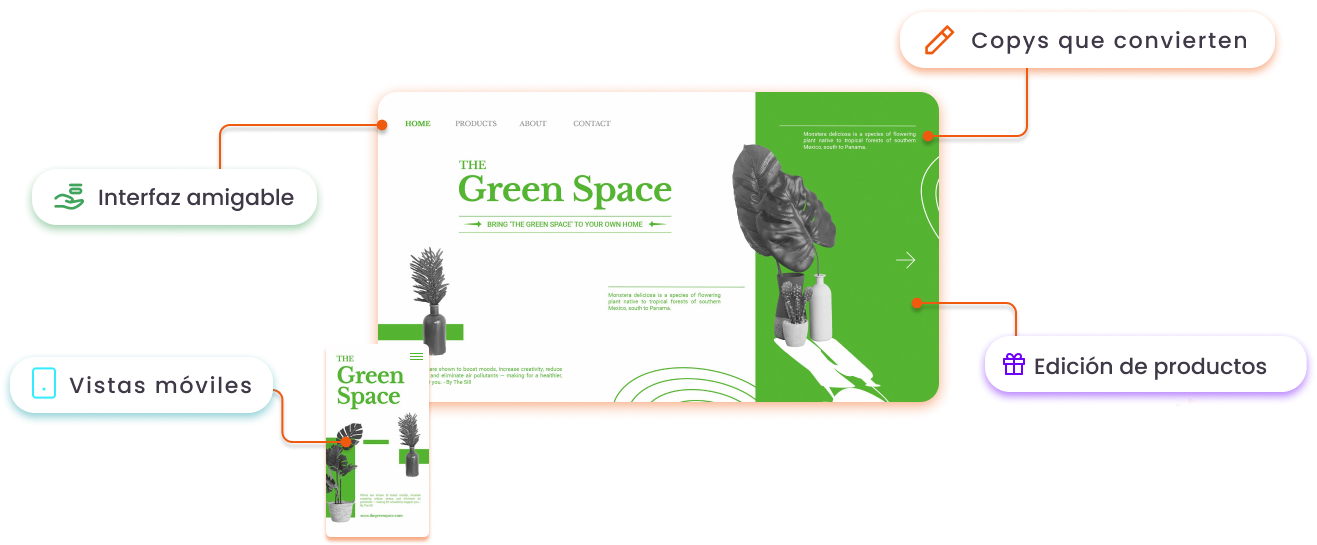 Copys que convierten
HOME PRODUCTS ABOUT CONTACT
Monstera deliciosa is a species of flowering
plant native to tropical forests of southern
Mexico, south to Panama.
THE
Green Space
BRING 'THE GREEN SPACE' TO YOUR OWN HOME
Interfaz amigable
Monstera deliciosa is a species of flowering
plant native to tropical forests of southern
Mexico, south to Panama.
Edición de productos
are shown to boost moods, increase creativity, reduce
and eliminate air pollutants — making for a healthier,
you. - By The Sill
Vistas móviles
THE
Green
Space
www.thegreenspace.com